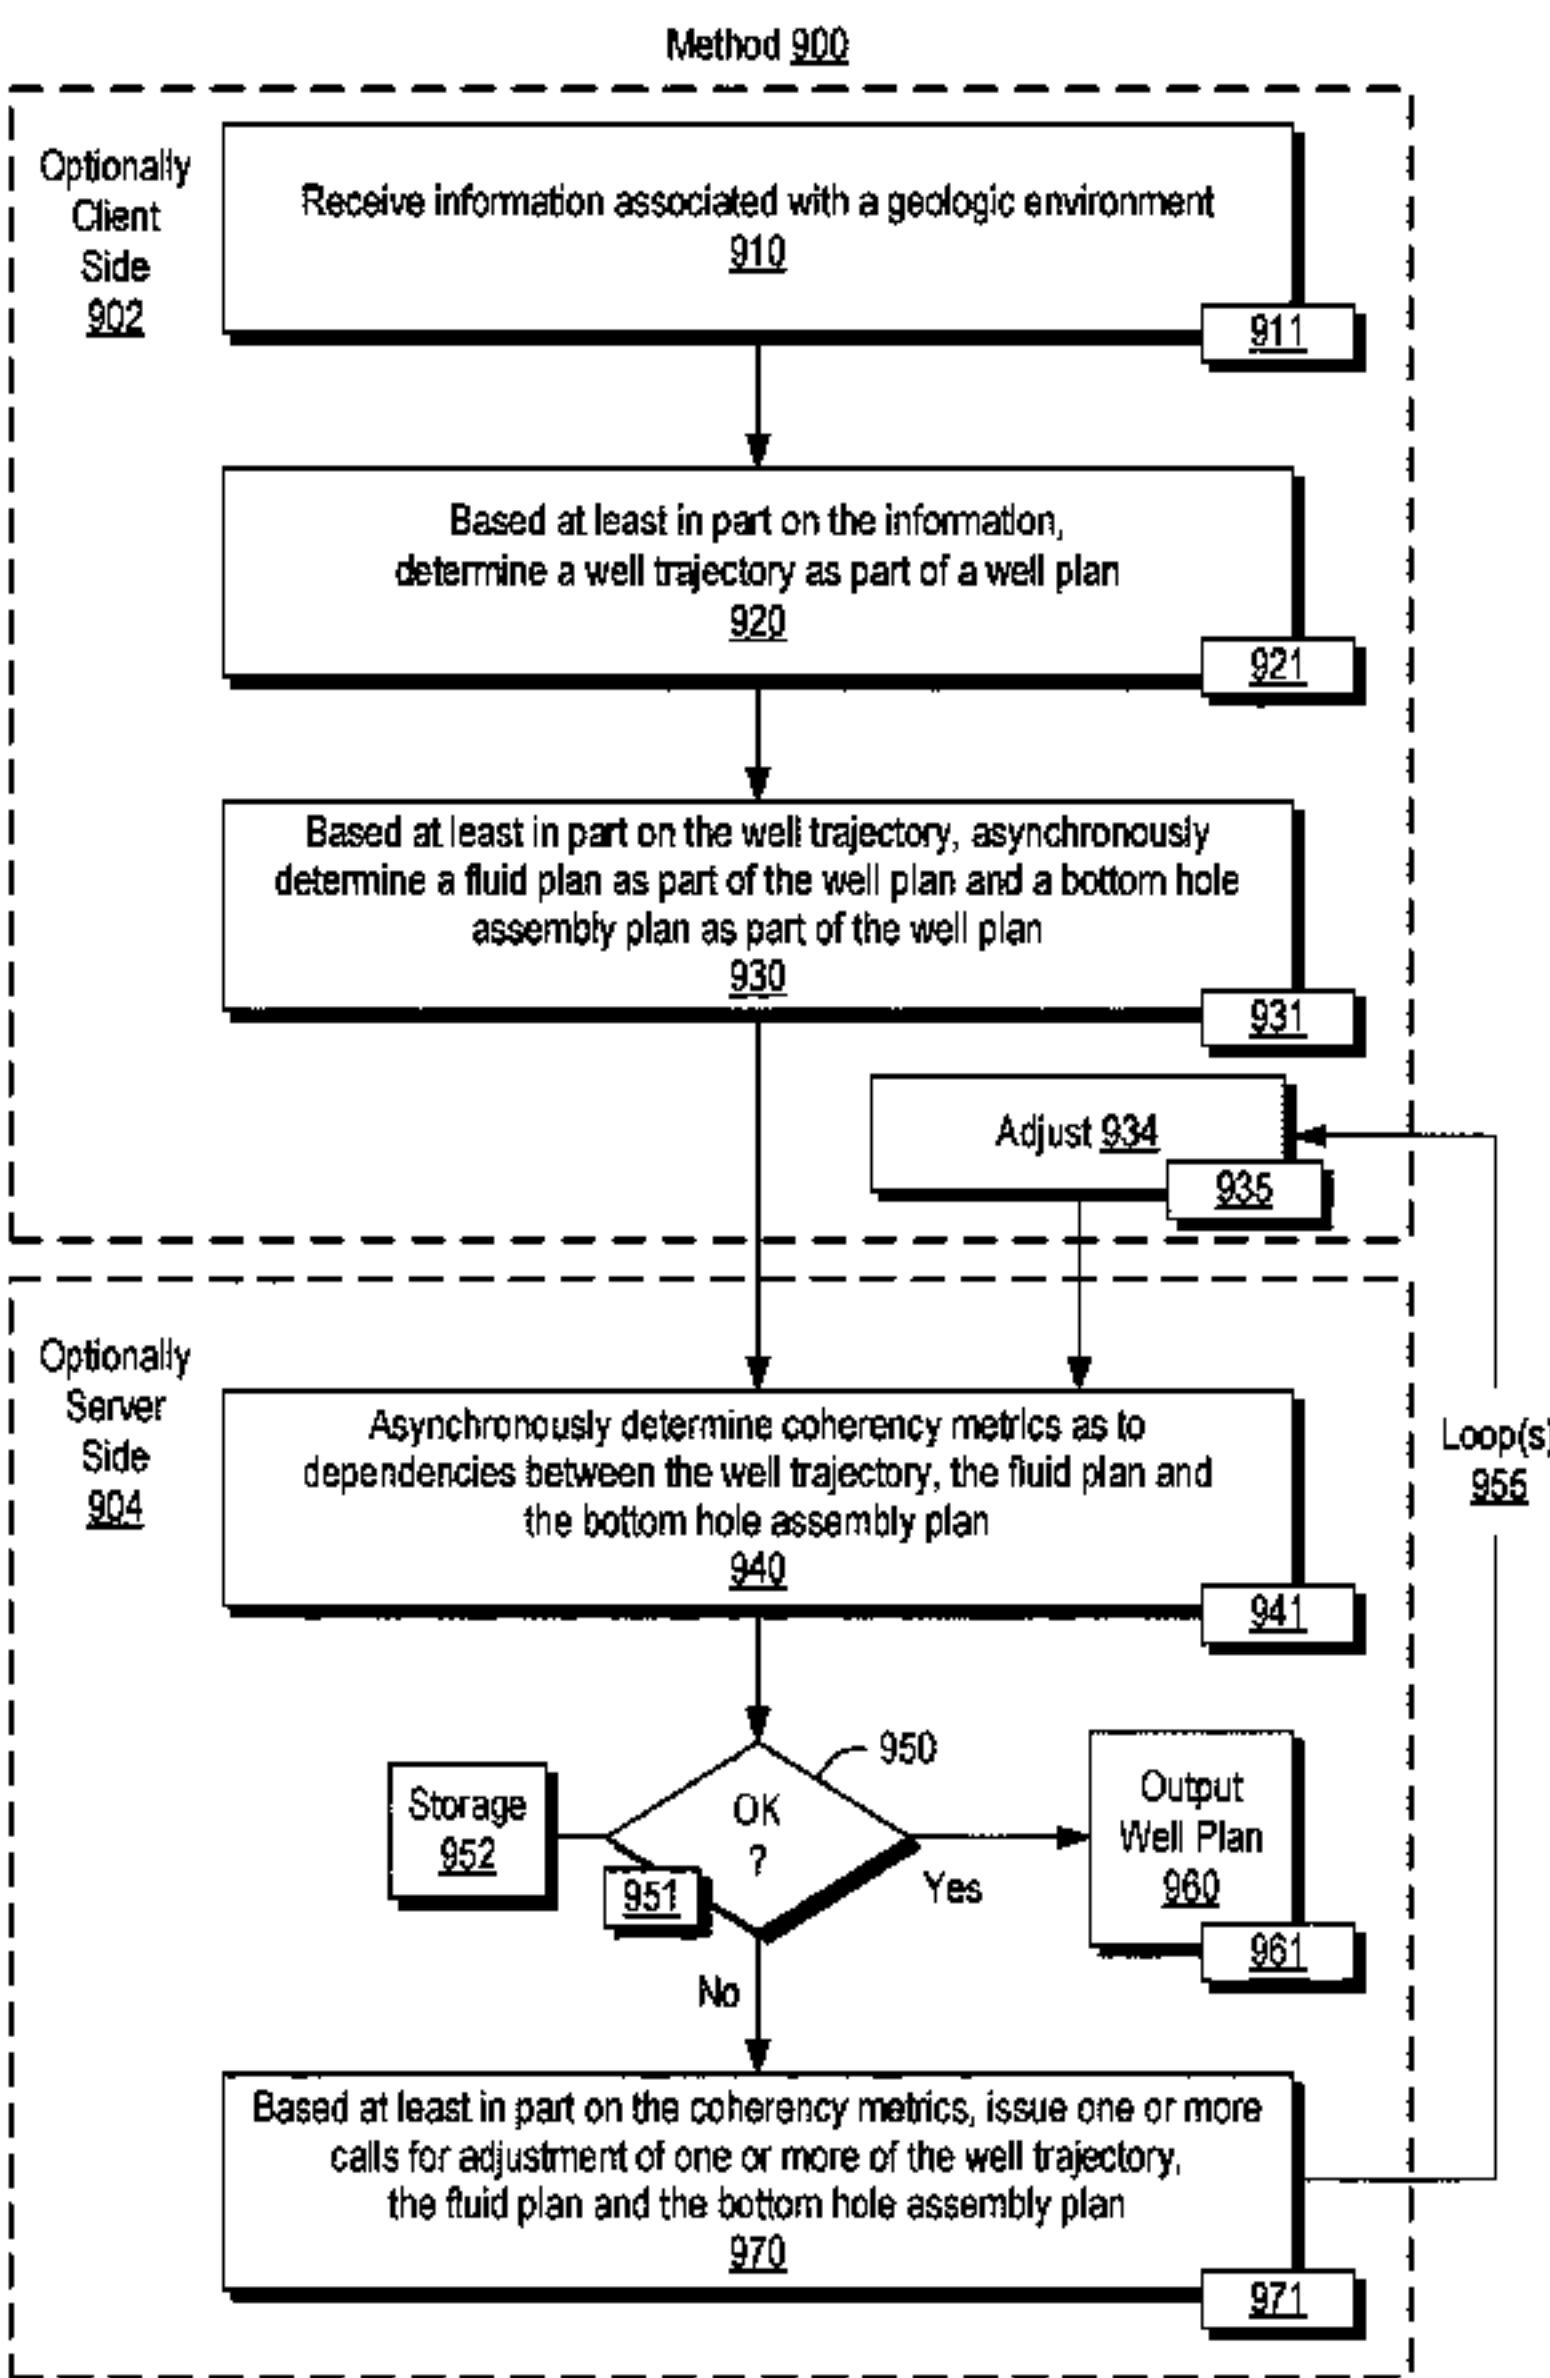 Method 900
Optionally
Client
Side
902
Receive information associated with a geologic environment
910
911
Based at least in part on the information,
determine a well trajectory as part of a well plan
920
921
Based at least in part on the well trajectory, asynchronously
determine a fluid plan as part of the well plan and a bottom hole
assembly plan as part of the well plan
930
931
Adjust 934
935
Optionally
Server
Side
904
Asynchronously determine coherency metrics as to
dependencies between the well trajectory, the fluid plan and
the bottom hole assembly plan
940
941
Loop(s)
955
950
Storage
952
OK
?
951
Yes
Output
Well Plan
960
961
No
Based at least in part on the coherency metrics, issue one or more
calls for adjustment of one or more of the well trajectory,
the fluid plan and the bottom hole assembly plan
970
971